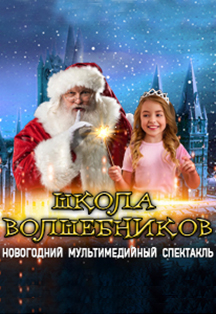 ШКОЛА
ВОЛШЕБНИКОВ
НОВОГОДНИЙ МУЛЬТИМЕДИЙНЫЙ СПЕКТАКЛЬ